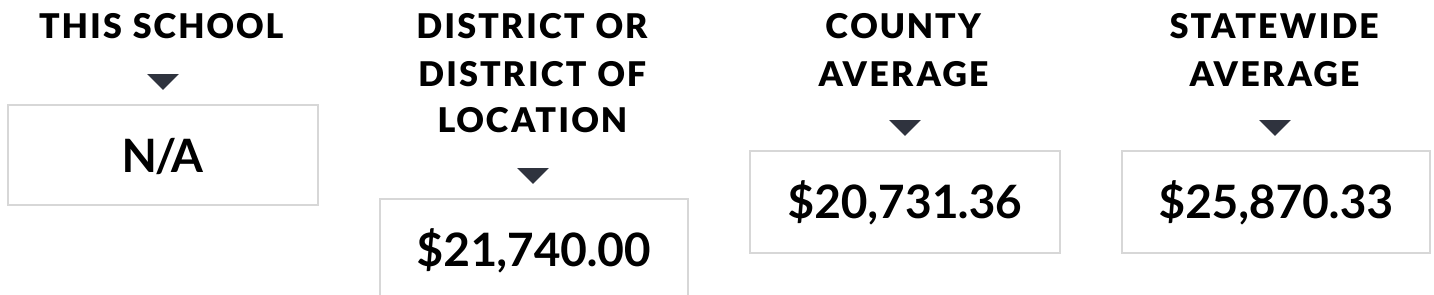 THIS SCHOOL
N/A
DISTRICT OR
DISTRICT OF
LOCATION
$21,740.00
COUNTY
AVERAGE
$20,731.36
STATEWIDE
AVERAGE
$25,870.33